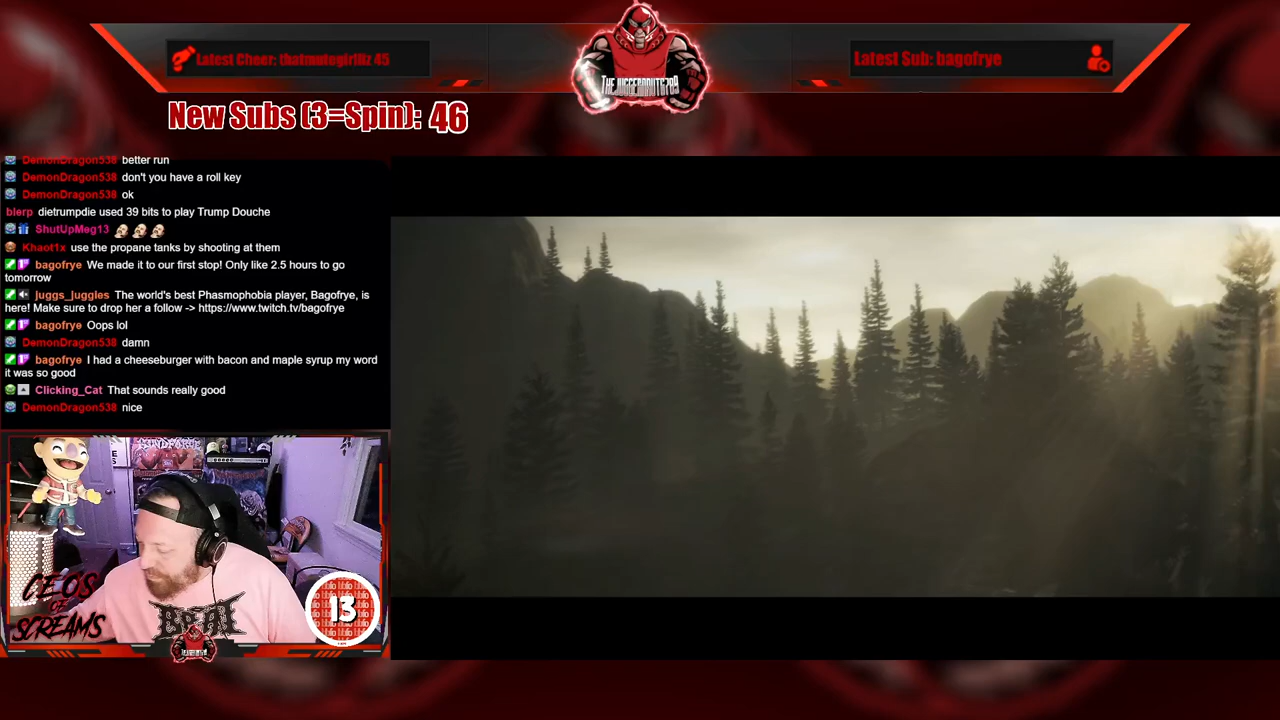 Latest Cheer: thatmutegirlliz 45
THEJUGGERNAUT6789
Latest Sub: bagofrye
New Subs (3=Spin): 46
DemonDragon538 better run
DemonDragon538 don't you have a roll key
DemonDragon538 ok
blerp dietrumpdie used 39 bits to play Trump Douche
ShutUpMeg13
Khaot1x use the propane tanks by shooting at them
bagofrye We made it to our first stop! Only like 2.5 hours to go
tomorrow
juggs_juggles The world's best Phasmophobia player, Bagofrye, is
here! Make sure to drop her a follow -> https://www.twitch.tv/bagofrye
bagofrye Oops lol
DemonDragon538 damn
bagofrye I had a cheeseburger with bacon and maple syrup my word
it was so good
Clicking_Cat That sounds really good
DemonDragon538 nice
CEOS
OF
SCREAMS
13